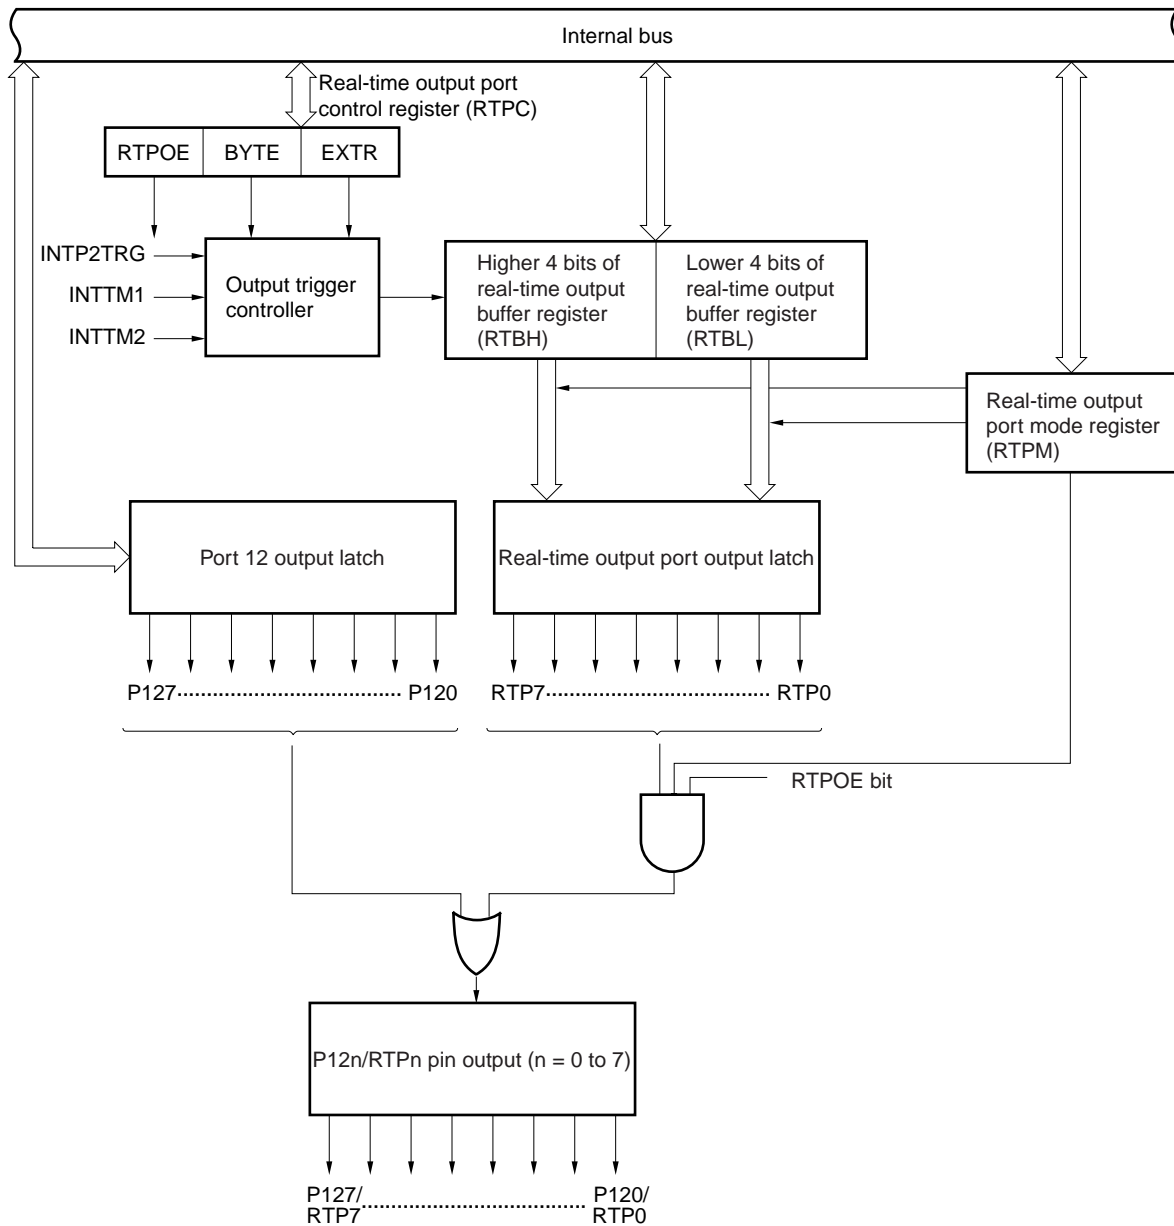 Internal bus
Real-time output port
control register (RTPC)
RTPOE BYTE EXTR
INTP2TRG
INTTM1
INTTM2
Output trigger
controller
Higher 4 bits of
real-time output
buffer register
(RTBH)
Lower 4 bits of
real-time output
buffer register
(RTBL)
Real-time output
port mode register
(RTPM)
Port 12 output latch
Real-time output port output latch
P127 P120
RTP7 RTP0
RTPOE bit
P12n/RTPn pin output (n = 0 to 7)
P127/
RTP7
P120/
RTP0